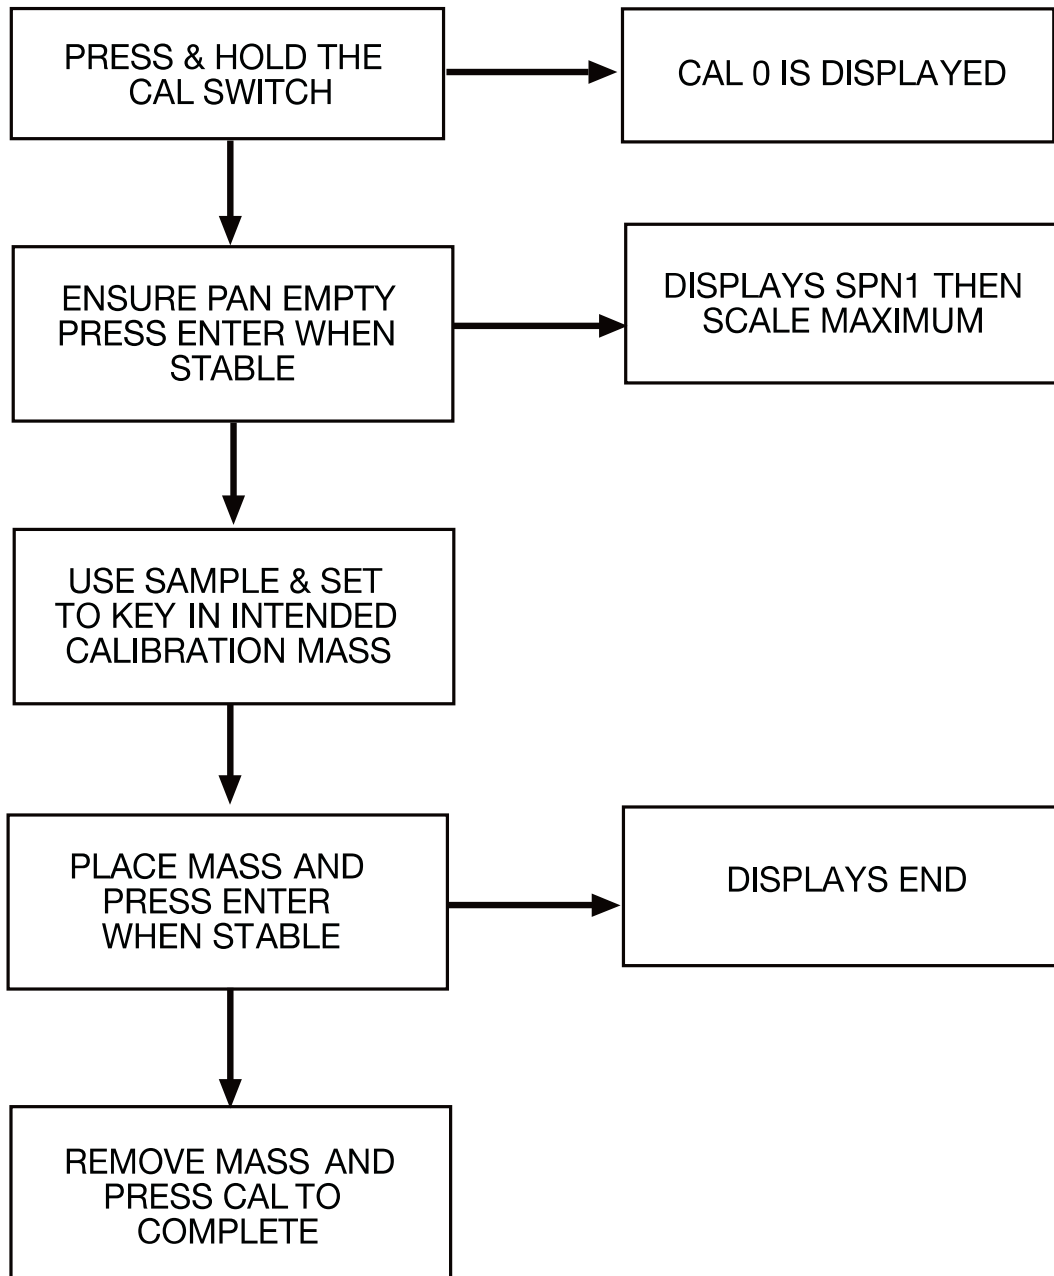 PRESS & HOLD THE
CAL SWITCH
CAL 0 IS DISPLAYED
ENSURE PAN EMPTY
PRESS ENTER WHEN
STABLE
DISPLAYS SPN1 THEN
SCALE MAXIMUM
USE SAMPLE & SET
TO KEY IN INTENDED
CALIBRATION MASS
PLACE MASS AND
PRESS ENTER
WHEN STABLE
DISPLAYS END
REMOVE MASS AND
PRESS CAL TO
COMPLETE